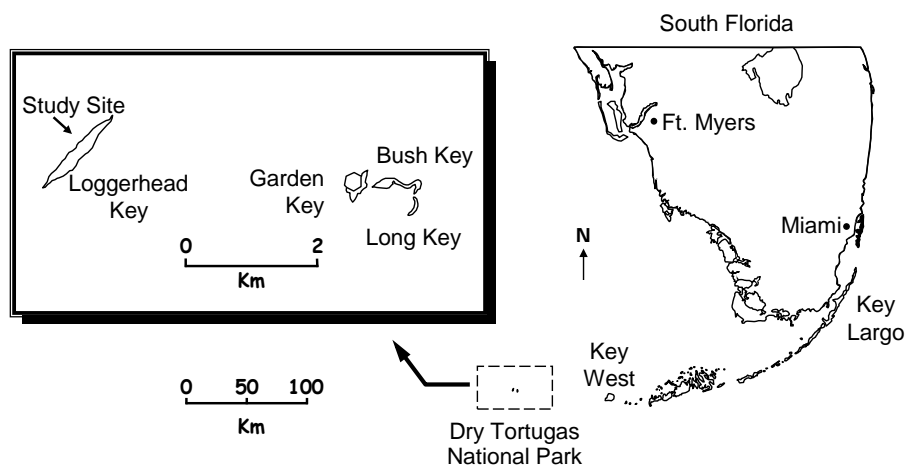 South Florida
Study Site
Loggerhead
Key
Garden
Key
Bush Key
Long Key
0 2
Km
Ft. Myers
Miami
N
Key
Largo
Key
West
0 50 100
Km
Dry Tortugas
National Park